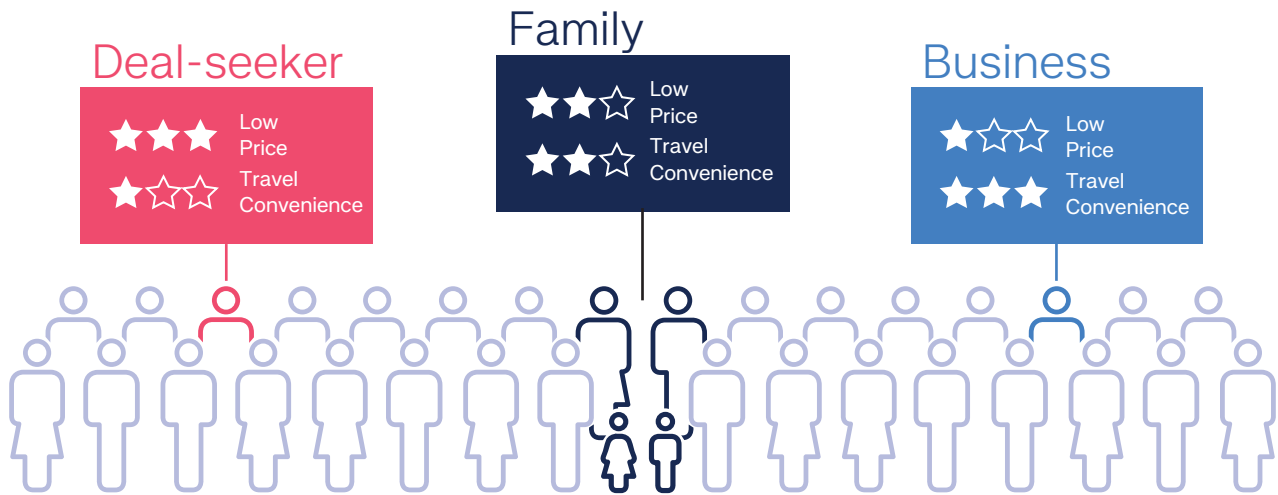 Deal-seeker
Low
Price
Travel
Convenience
Family
Low
Price
Travel
Convenience
Business
Low
Price
Travel
Convenience